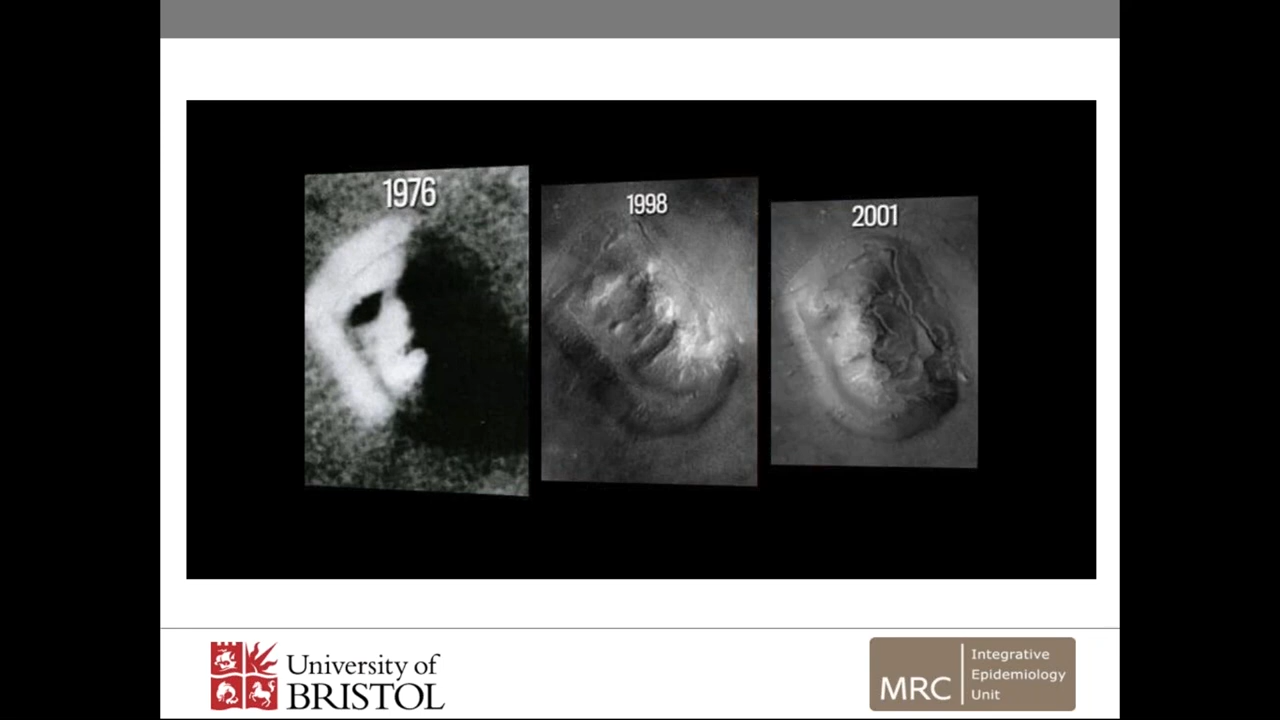 1976
1998
2001
University of
BRISTOL
MRC
Integrative
Epidemiology
Unit